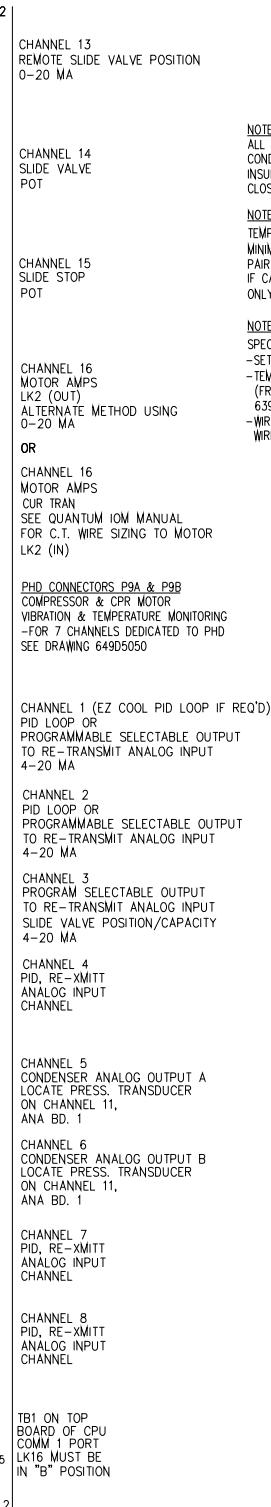 2
CHANNEL 13
REMOTE SLIDE VALVE POSITION
0-20 MA
CHANNEL 14
SLIDE VALVE
POT
CHANNEL 15
SLIDE STOP
POT
CHANNEL 16
MOTOR AMPS
LK2 (OUT)
ALTERNATE METHOD USING
0-20 MA
OR
CHANNEL 16
MOTOR AMPS
CUR TRAN
SEE QUANTUM IOM MANUAL
FOR C.T. WIRE SIZING TO MOTOR
LK2 (IN)
PHD CONNECTORS P9A & P9B
COMPRESSOR & CPR MOTOR
VIBRATION & TEMPERATURE MONITORING
-FOR 7 CHANNELS DEDICATED TO PHD
SEE DRAWING 649D5050
CHANNEL 1 (EZ COOL PID LOOP IF REQ'D)
PID LOOP OR
PROGRAMMABLE SELECTABLE OUTPUT
TO RE-TRANSMIT ANALOG INPUT
4-20 MA
CHANNEL 2
PID LOOP OR
PROGRAMMABLE SELECTABLE OUTPUT
TO RE-TRANSMIT ANALOG INPUT
4-20 MA
CHANNEL 3
PROGRAM SELECTABLE OUTPUT
TO RE-TRANSMIT ANALOG INPUT
SLIDE VALVE POSITION/CAPACITY
4-20 MA
CHANNEL 4
PID, RE-XMITT
ANALOG INPUT
CHANNEL
CHANNEL 5
CONDENSER ANALOG OUTPUT A
LOCATE PRESS. TRANSDUCER
ON CHANNEL 11,
ANA BD. 1
CHANNEL 6
CONDENSER ANALOG OUTPUT B
LOCATE PRESS. TRANSDUCER
ON CHANNEL 11,
ANA BD. 1
CHANNEL 7
PID, RE-XMITT
ANALOG INPUT
CHANNEL
CHANNEL 8
PID, RE-XMITT
ANALOG INPUT
CHANNEL
TB1 ON TOP
BOARD OF CPU
COMM 1 PORT
LK16 MUST BE
IN "B" POSITION
5
2
NOTE
ALL
CLOS
PAIR
IF CA
ONLY
NOTE
SPEC
-SET
(FR
639
-WIR
WIR